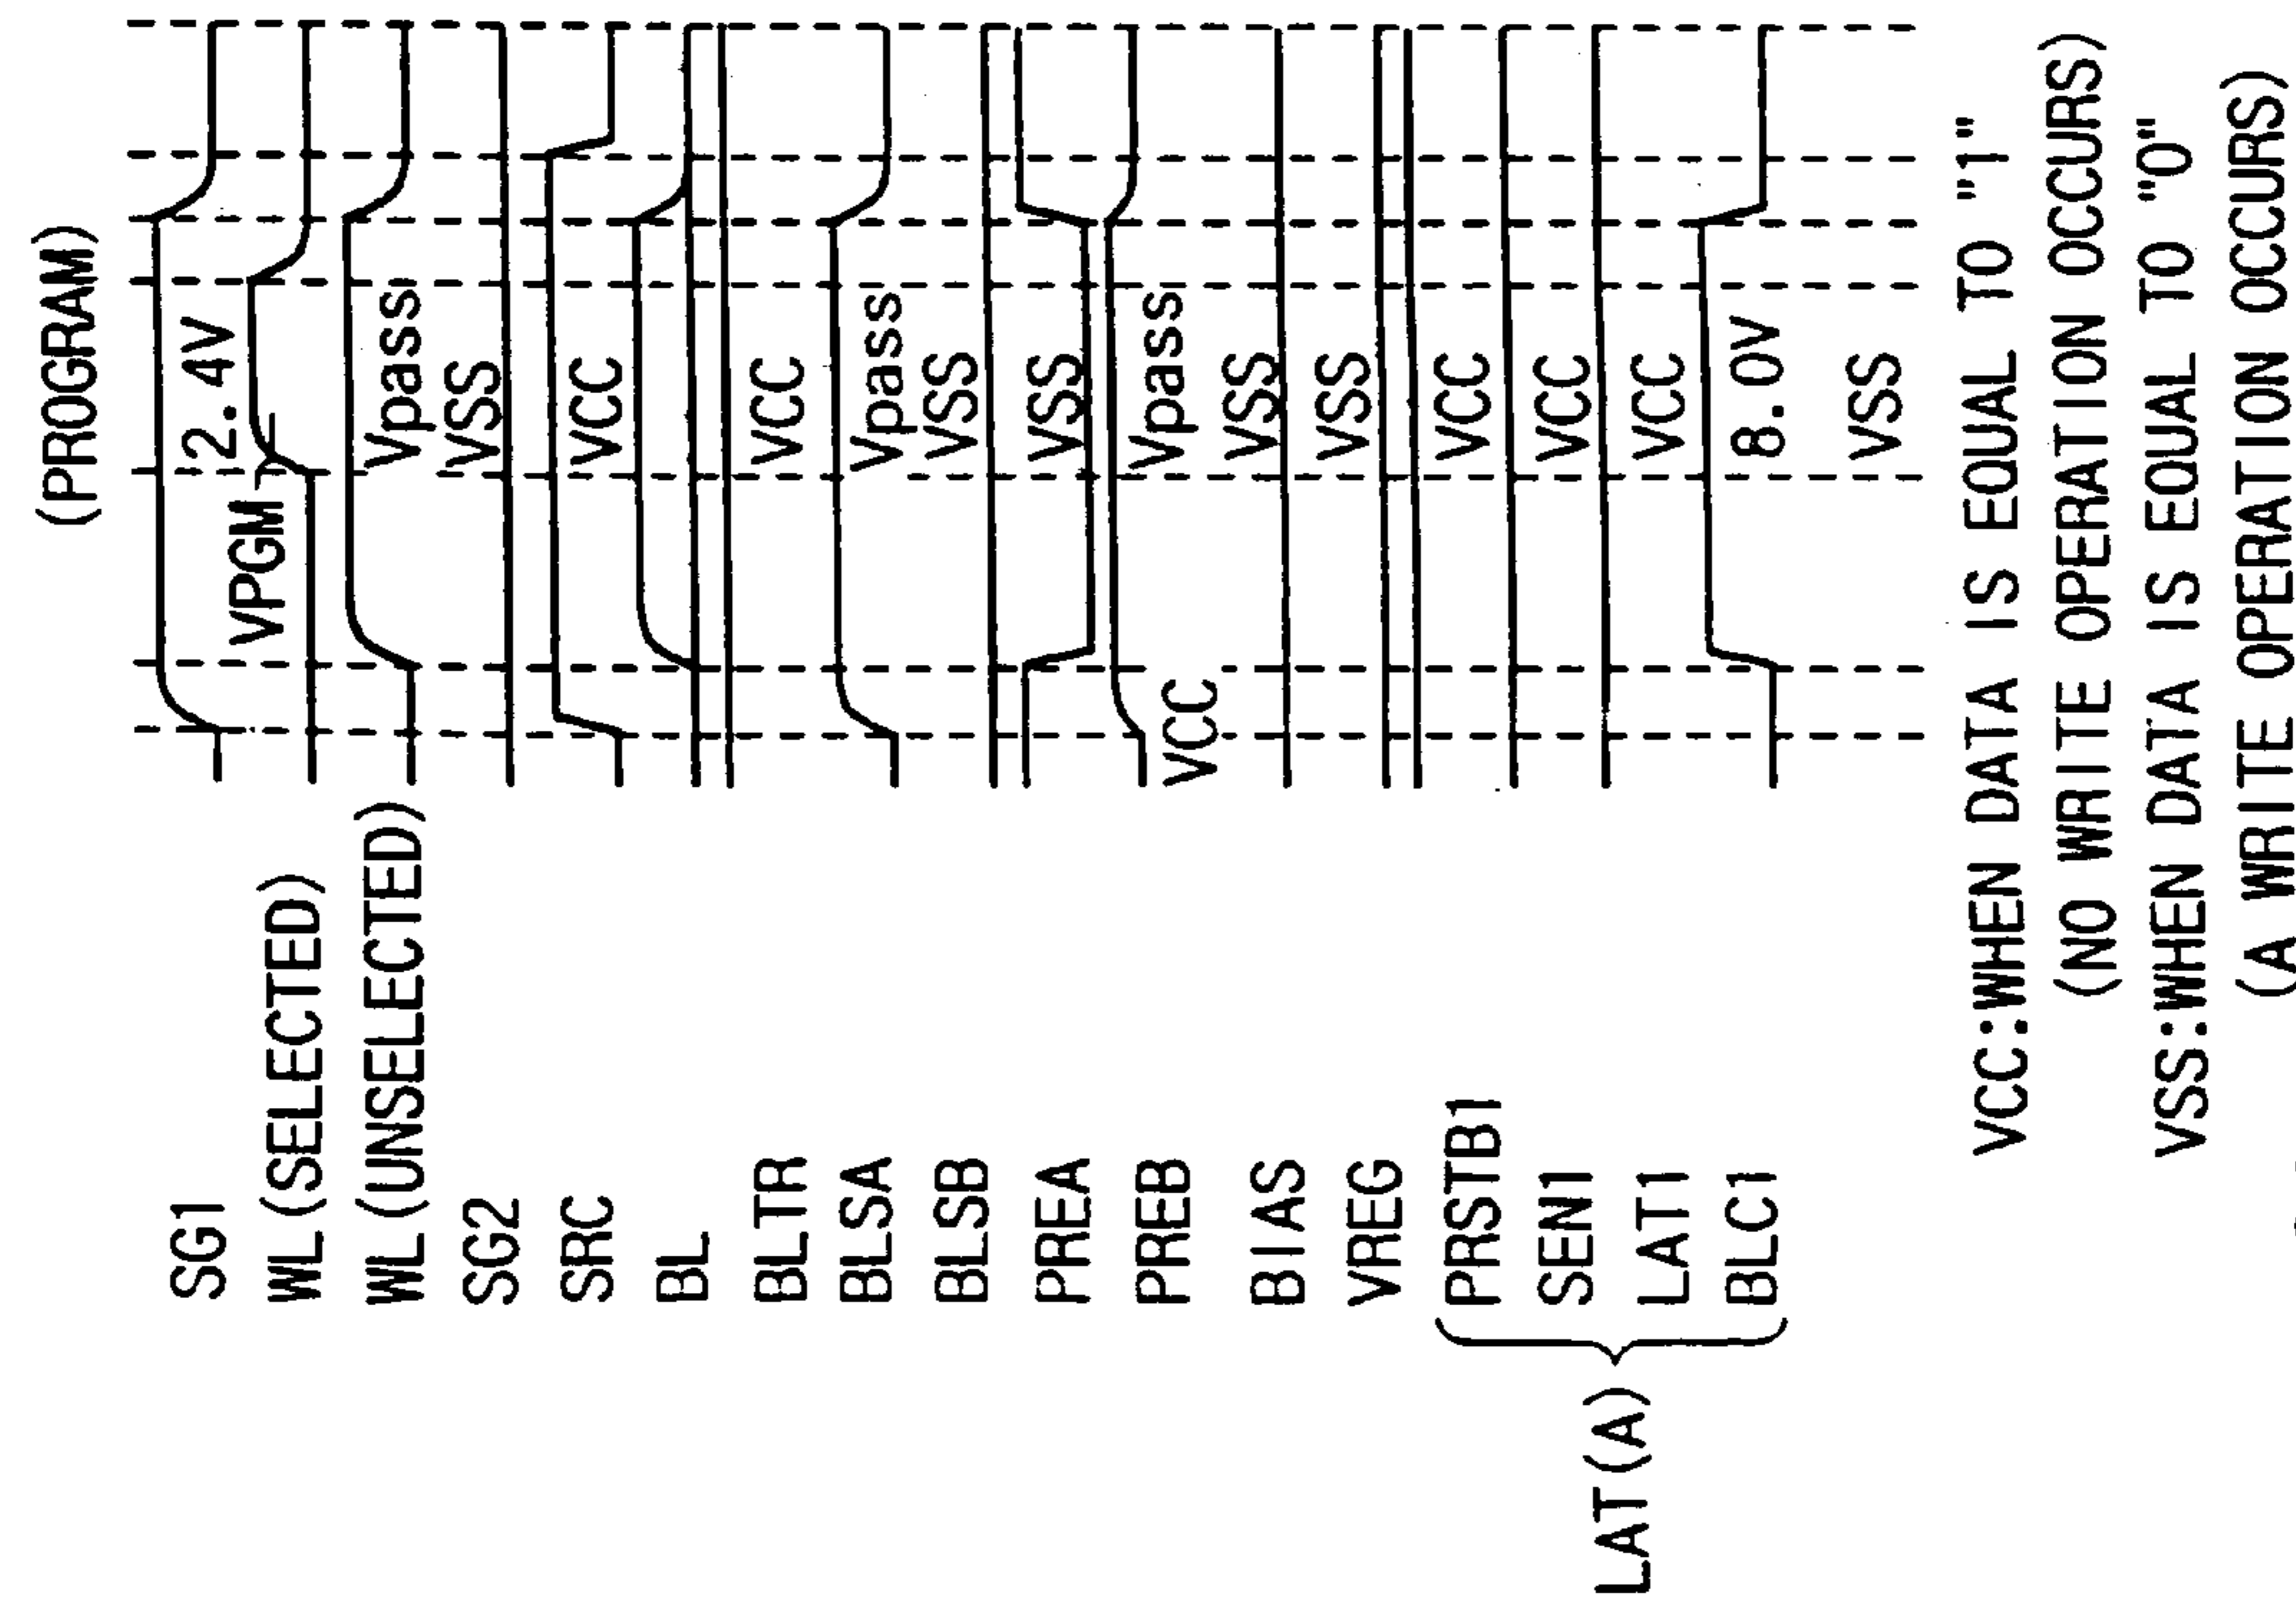 (PROGRAM)
SG1 2.4V
WL(SELECTED) VPGM
WL(UNSELECTED) Vpass
SG2 VSS
SRC VCC
BL
BLTR VCC
BLSA Vpass
BLSB VSS
PREA VSS
PREB VCC Vpass
BIAS VSS
VREG VSS
PRSTB1 VCC
SEN1 VCC
LAT(A)
LAT1 VCC
BLC1 8.0V
VSS
VCC:WHEN DATA IS EQUAL TO "1"
(NO WRITE OPERATION OCCURS)
VSS:WHEN DATA IS EQUAL TO "0"
(A WRITE OPERATION OCCURS)